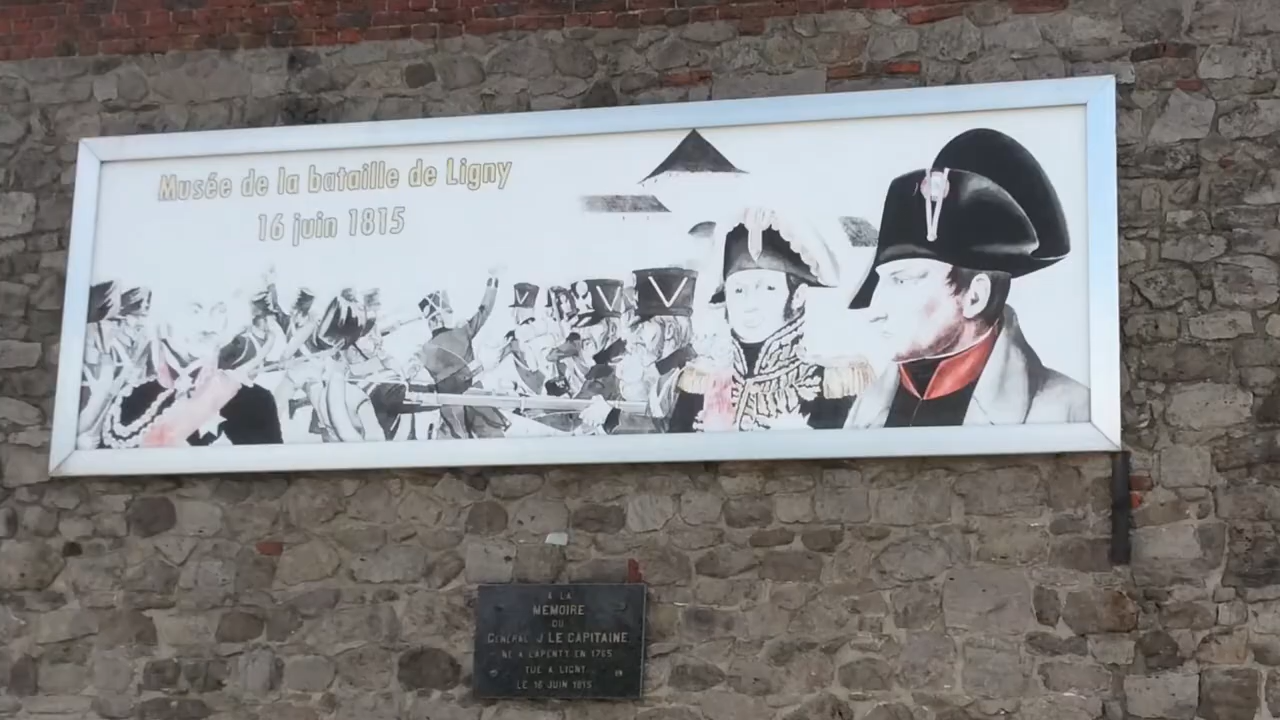 Musée de la bataille de Ligny
16 juin 1815
A LA
MEMOIRE
DU
GENERAL J LE CAPITAINE
NE A LAPENTY EN 1765
TUE A LIGNY
LE 16 JUIN 1815